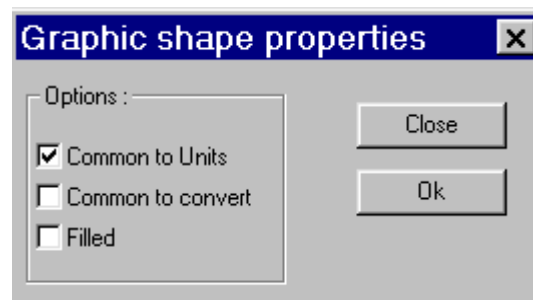 Graphic shape properties
Options :
Common to Units
Common to convert
Filled
Close
Ok